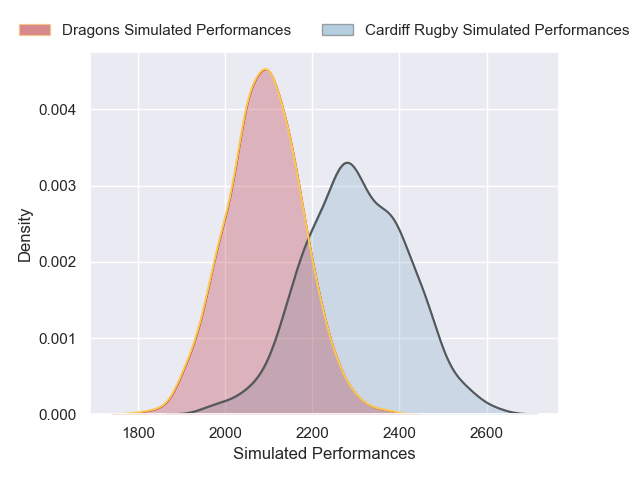 Dragons Simulated Performances
Cardiff Rugby Simulated Performances
0.004
0.003
0.002
0.001
0.000
Density
1800
2000
2200
2400
2600
Simulated Performances